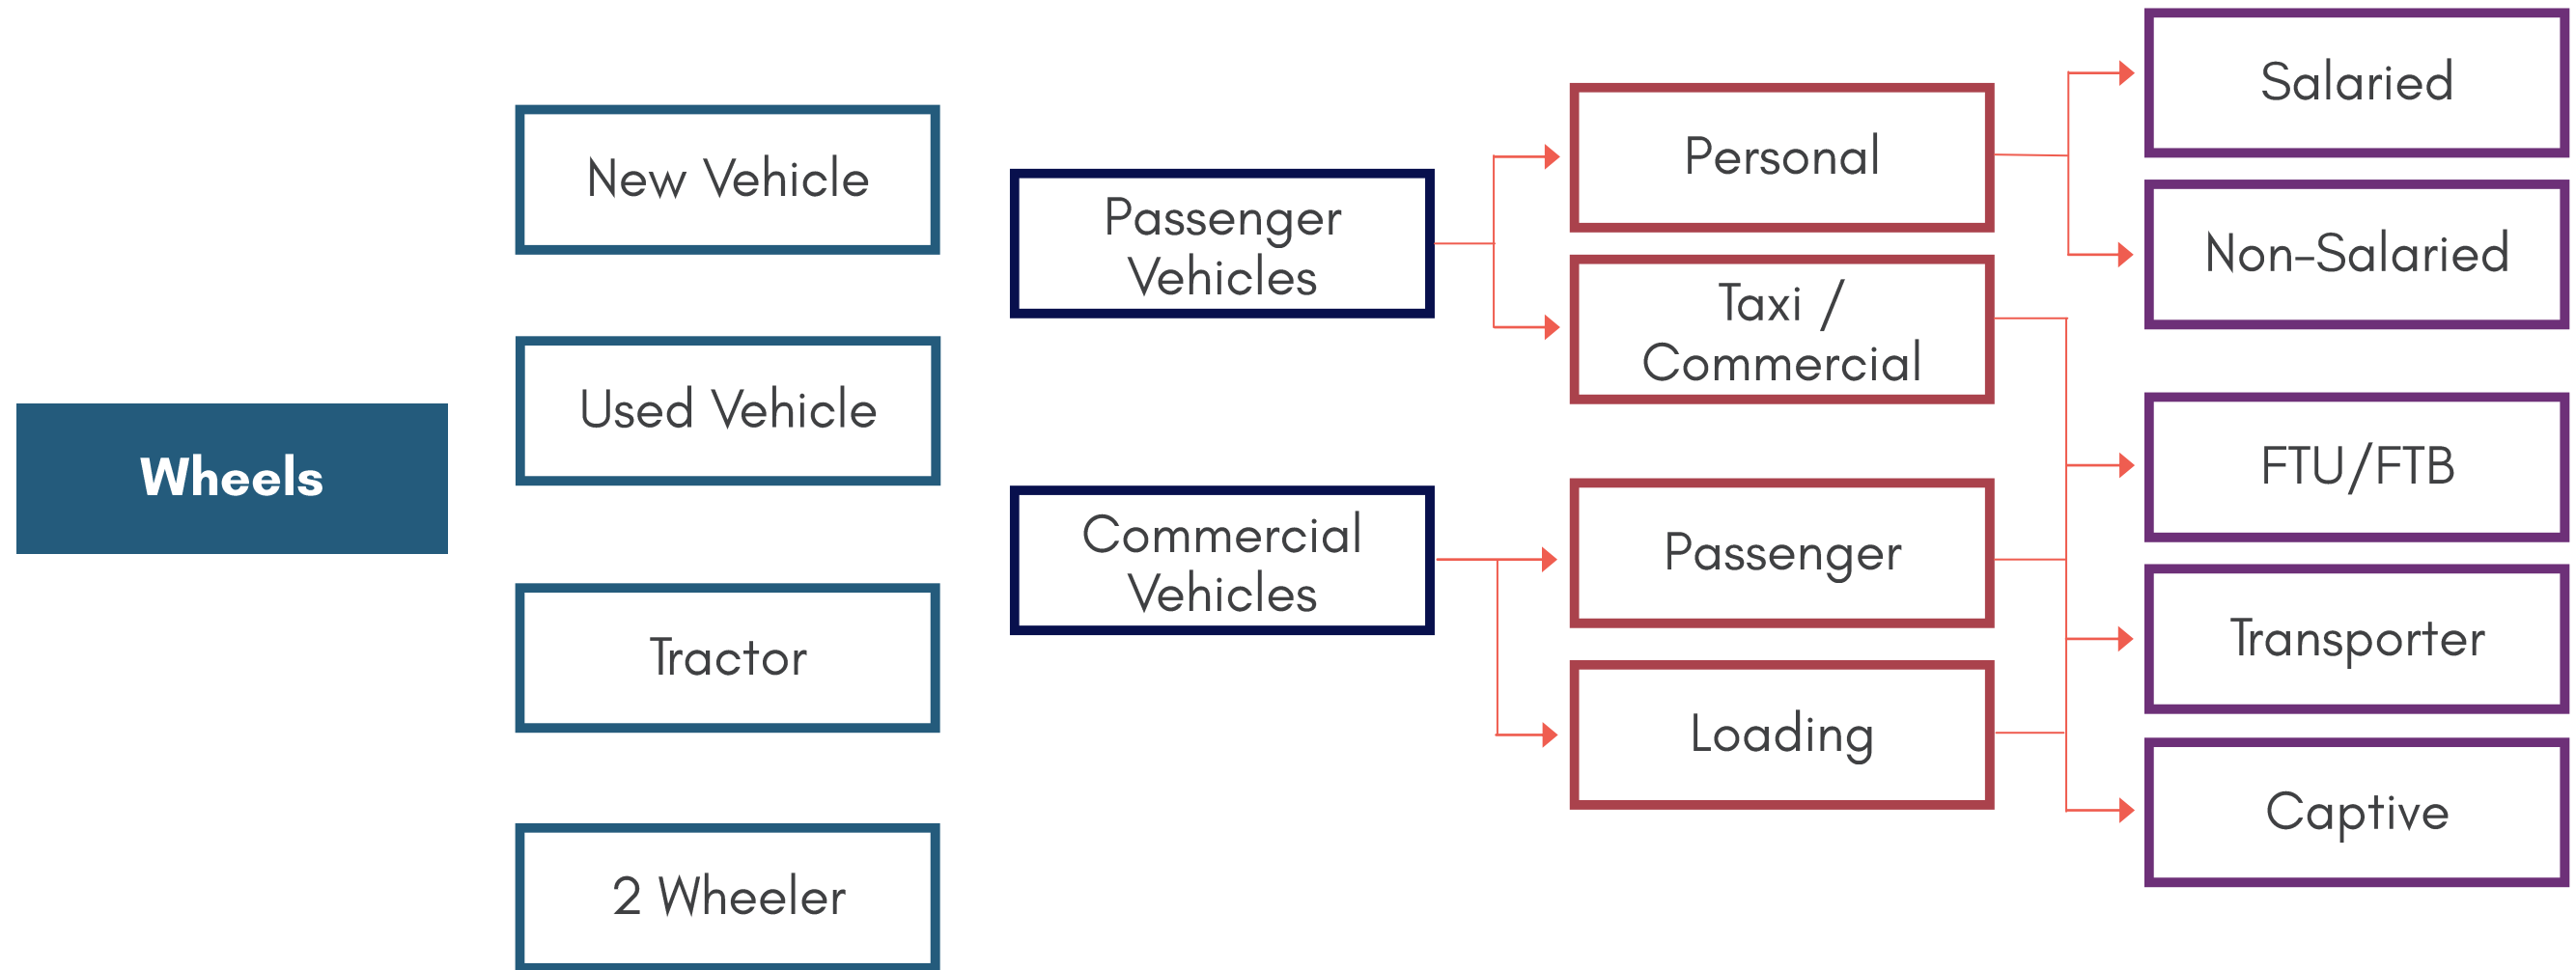 Wheels
New Vehicle
Used Vehicle
Tractor
2 Wheeler
Passenger
Vehicles
Commercial
Vehicles
Personal
Taxi /
Commercial
Passenger
Loading
Salaried
Non-Salaried
FTU/FTB
Transporter
Captive